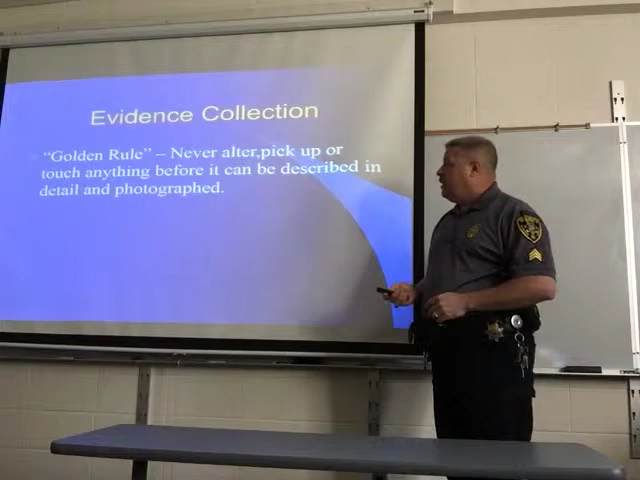 Evidence Collection
"Golden Rule" – Never alter,pick up or
touch anything before it can be described in
detail and photographed.